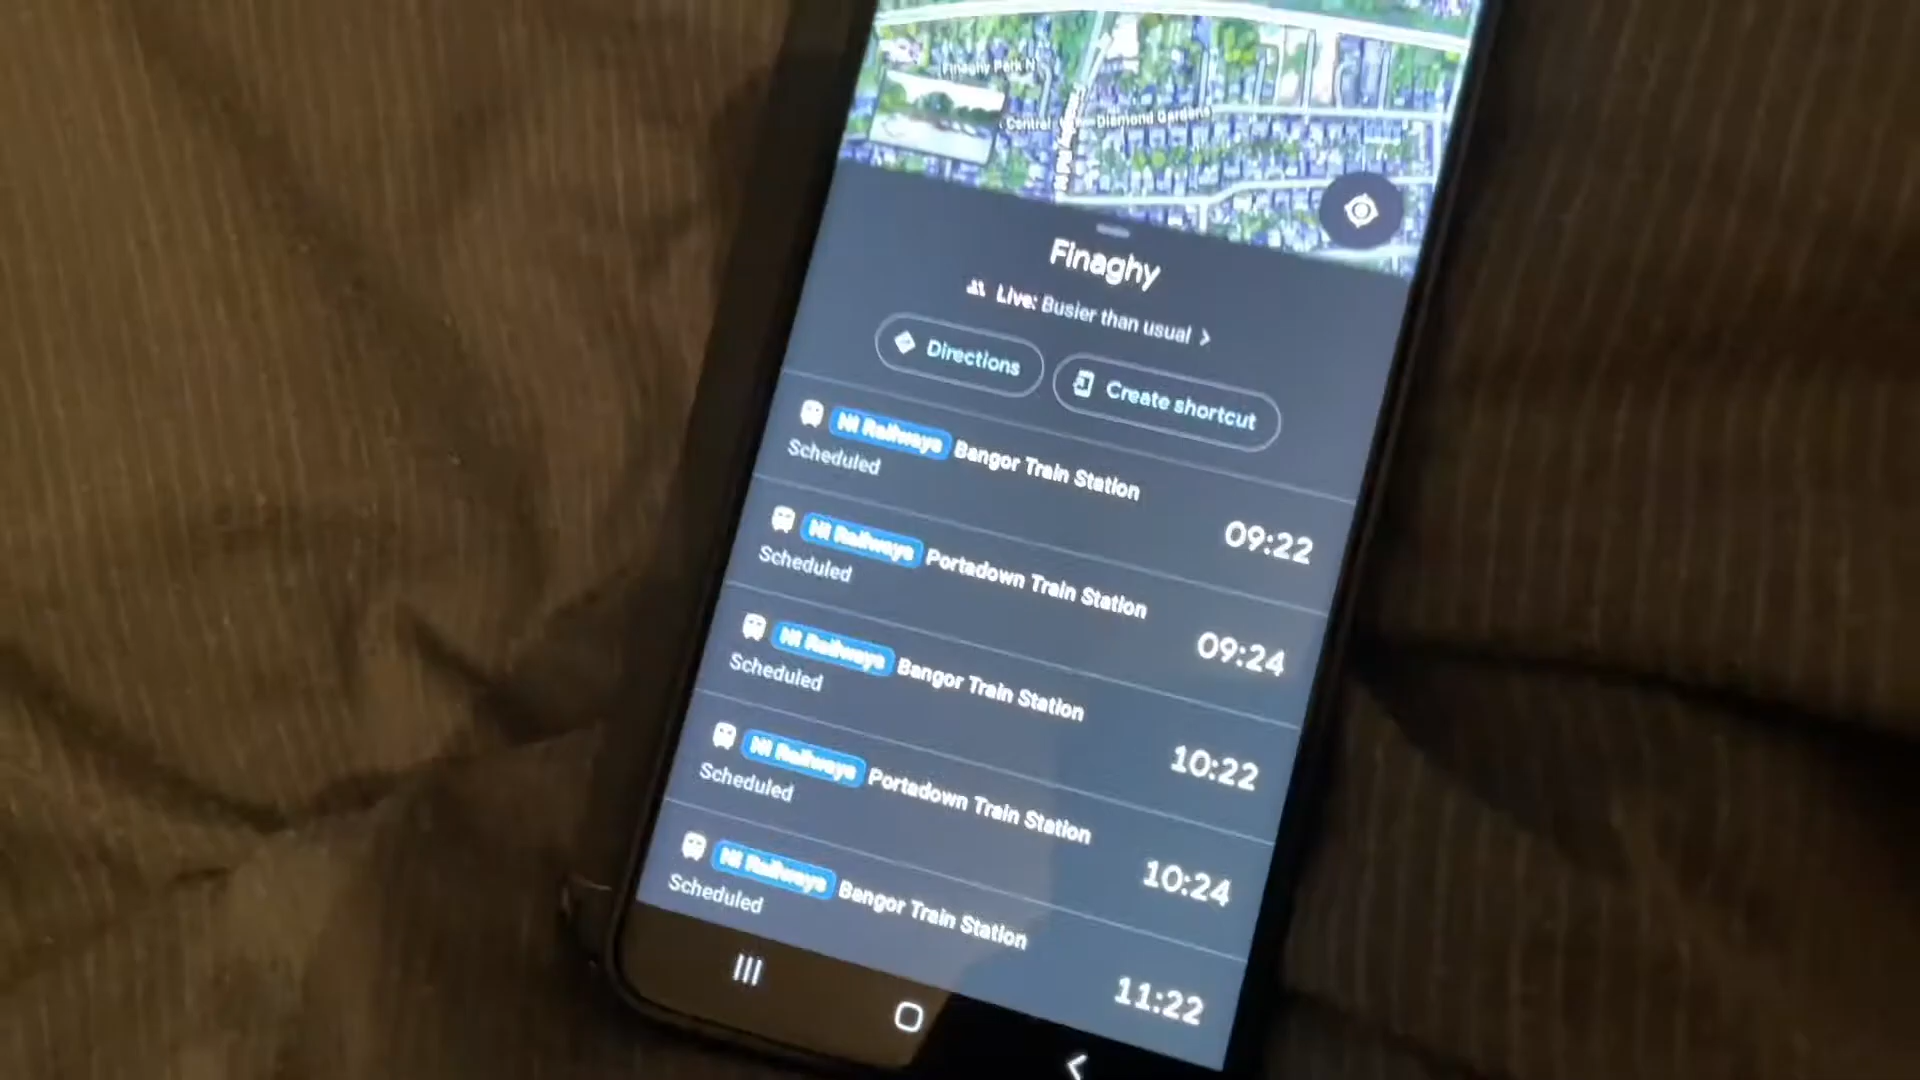 Finaghy Park N
Central
Diamond Gardens
Finaghy
Live: Busier than usual
Directions
Create shortcut
NI Railways Bangor Train Station
Scheduled
09:22
NI Railways Portadown Train Station
Scheduled
09:24
NI Railways Bangor Train Station
Scheduled
10:22
NI Railways Portadown Train Station
Scheduled
10:24
NI Railways Bangor Train Station
Scheduled
11:22